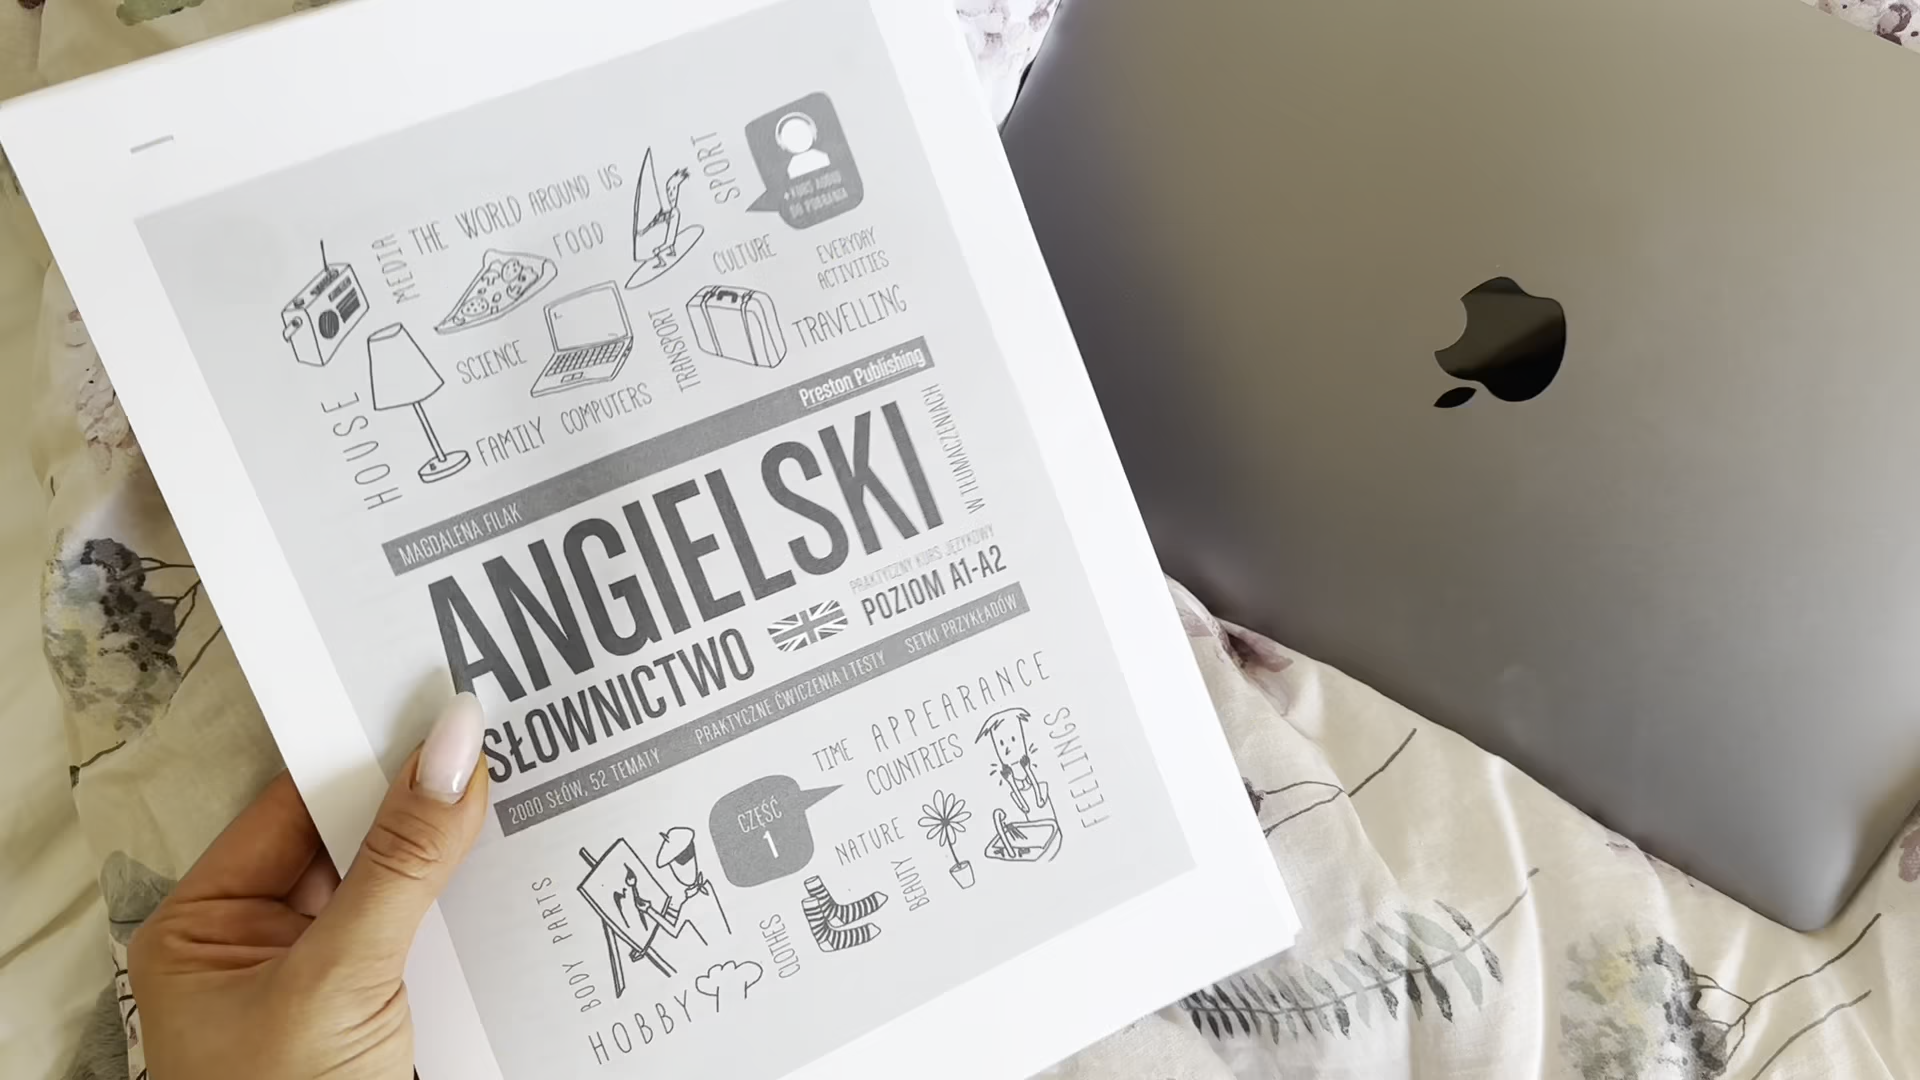 SPORT
+KURS AUDIO
DO POBRANIA
MEDIA
THE WORLD AROUND US
FOOD
CULTURE
EVERYDAY
ACTIVITIES
TRAVELLING
TRANSPORT
SCIENCE
HOUSE
FAMILY
COMPUTERS
Preston Publishing
MAGDALENA FILAK
ANGIELSKI
W TŁUMACZENIACH
SŁOWNICTWO
PRAKTYCZNY KURS JĘZYKOWY
POZIOM A1-A2
2000 SŁÓW, 52 TEMATY PRAKTYCZNE ĆWICZENIA I TESTY SETKI PRZYKŁADÓW
TIME
APPEARANCE
COUNTRIES
FEELINGS
CZĘŚĆ
1
NATURE
BEAUTY
BODY PARTS
CLOTHES
HOBBY